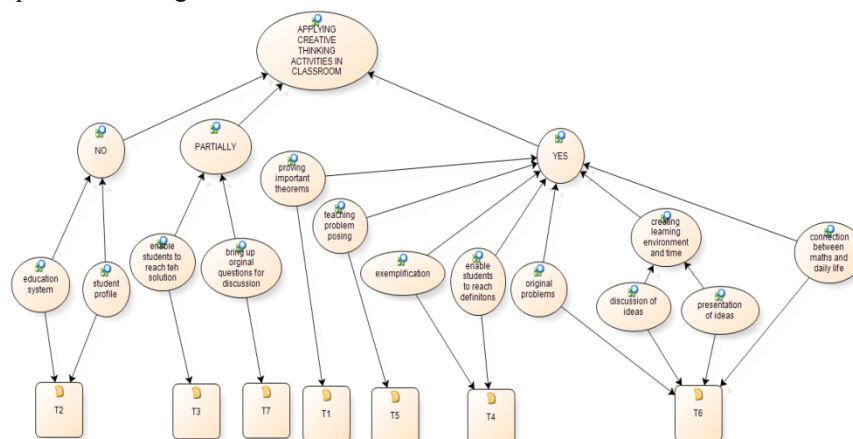 APPLYING
CREATIVE
THINKING
ACTIVITIES IN
CLASSROOM
NO
PARTIALLY
YES
proving
important
theorems
teaching
problem
posing
creating
learning
environment
and time
connection
between
maths and
daily life
enable
students to
reach teh
solution
bring up
orginal
questions for
discussion
exemplification
enable
students
to reach
definitons
education
system
student
profile
original
problems
discussion of
ideas
presentation
of ideas
T2
T3
T7
T1
T5
T4
T6